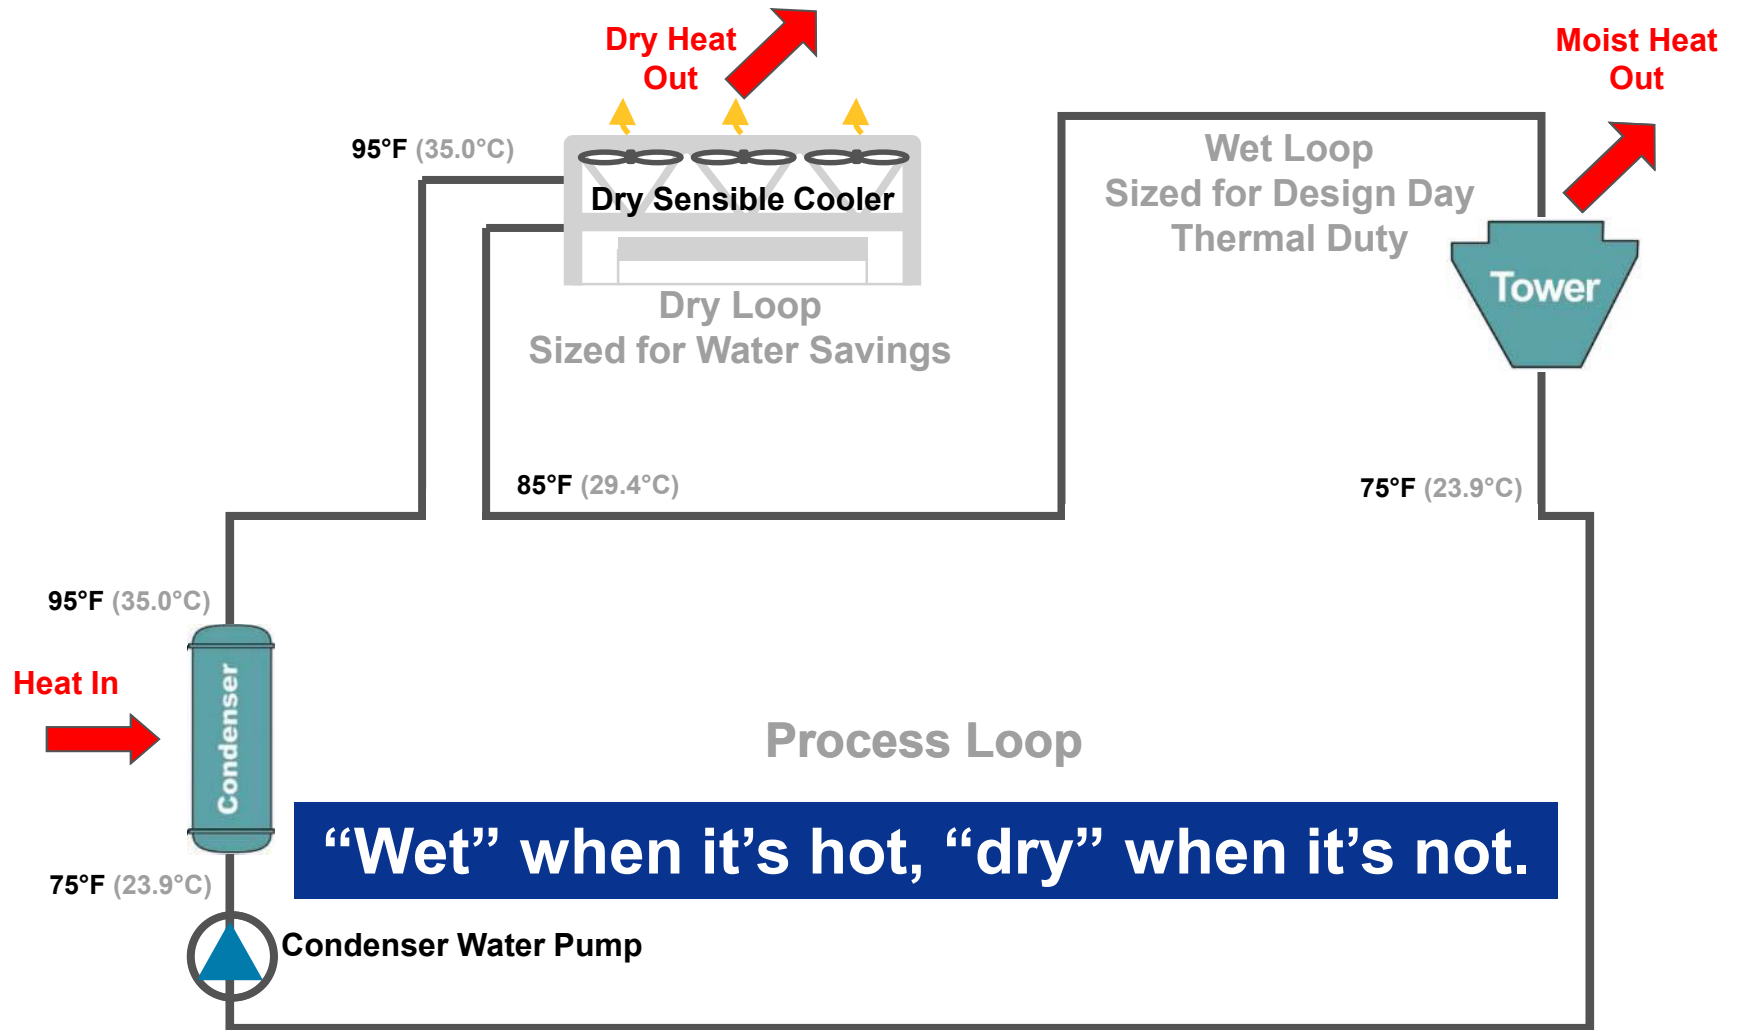 Dry Heat
Out
Moist Heat
Out
95°F (35.0°C)
Dry Sensible Cooler
Wet Loop
Sized for Design Day
Thermal Duty
Tower
Dry Loop
Sized for Water Savings
85°F (29.4°C)
75°F (23.9°C)
95°F (35.0°C)
Heat In
Condenser
Process Loop
“Wet” when it’s hot, “dry” when it’s not.
75°F (23.9°C)
Condenser Water Pump